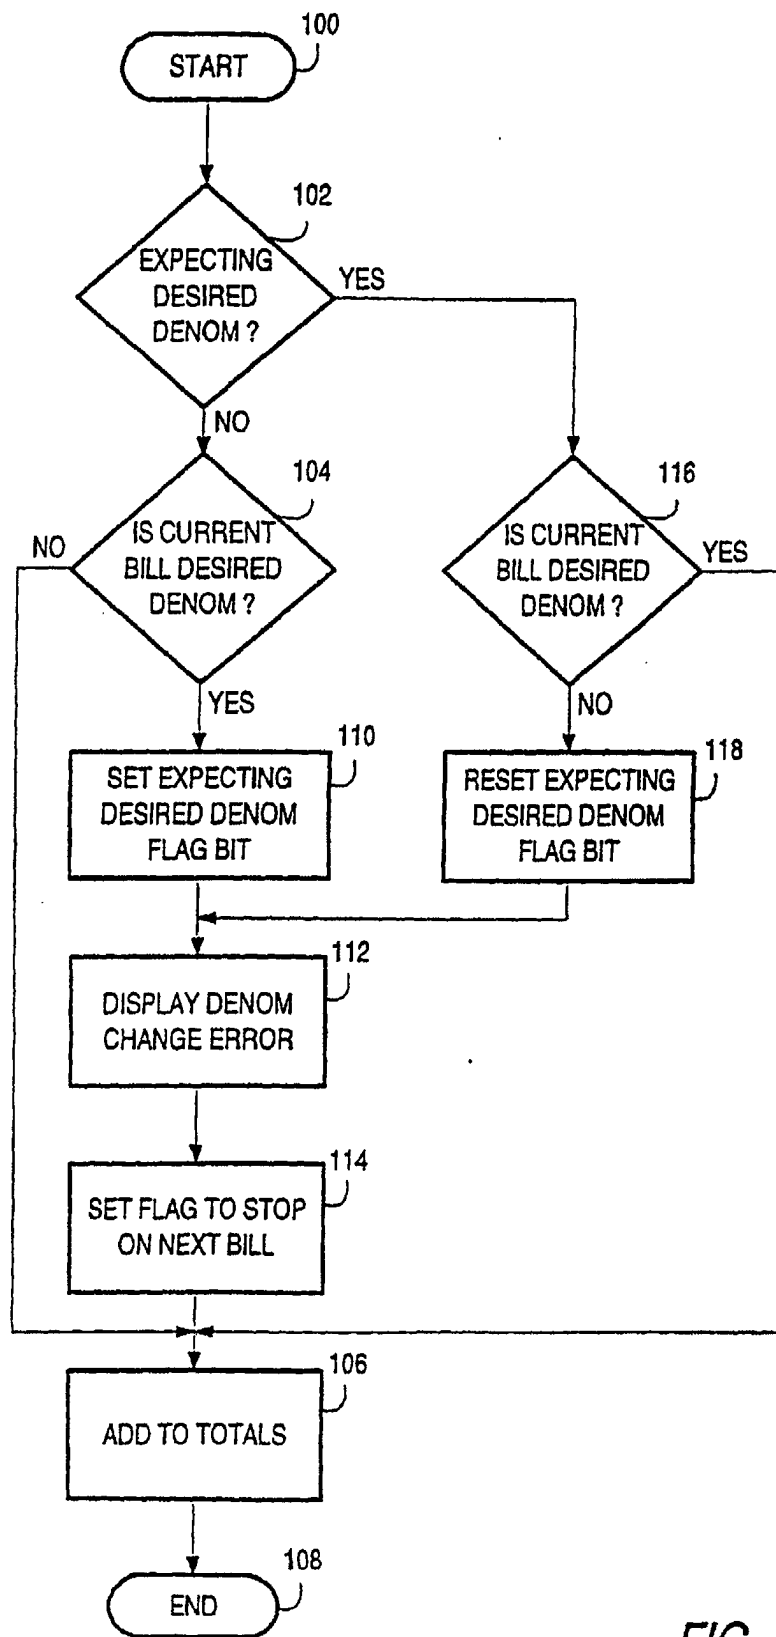 100
START
102
EXPECTING
DESIRED
DENOM ?
YES
NO
104
IS CURRENT
BILL DESIRED
DENOM ?
NO
YES
116
IS CURRENT
BILL DESIRED
DENOM ?
YES
NO
110
SET EXPECTING
DESIRED DENOM
FLAG BIT
118
RESET EXPECTING
DESIRED DENOM
FLAG BIT
112
DISPLAY DENOM
CHANGE ERROR
114
SET FLAG TO STOP
ON NEXT BILL
106
ADD TO TOTALS
108
END
FIG